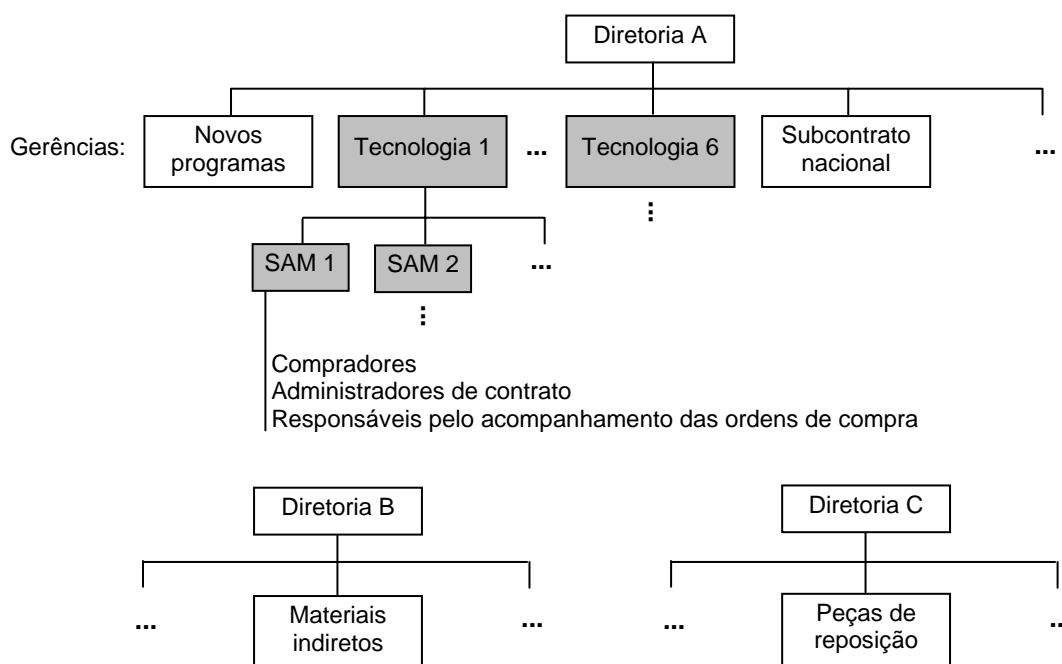 Diretoria A
Gerências:
Novos
programas
Tecnologia 1
...
Tecnologia 6
Subcontrato
nacional
...
...
SAM 1
SAM 2
...
...
Compradores
Administradores de contrato
Responsáveis pelo acompanhamento das ordens de compra
Diretoria B
Diretoria C
...
Materiais
indiretos
...
...
Peças de
reposição
...